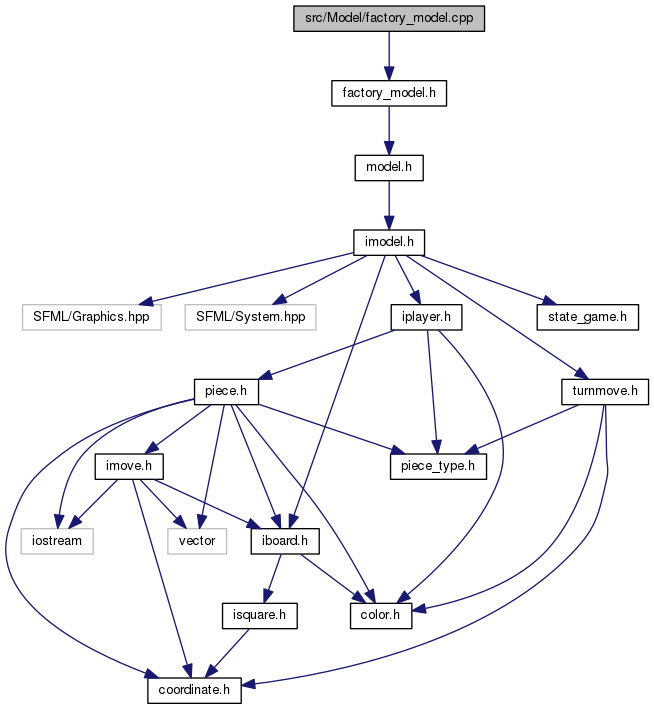 src/Model/factory_model.cpp
factory_model.h
model.h
imodel.h
SFML/Graphics.hpp
SFML/System.hpp
iplayer.h
state_game.h
piece.h
turnmove.h
imove.h
piece_type.h
iostream
vector
iboard.h
isquare.h
color.h
coordinate.h